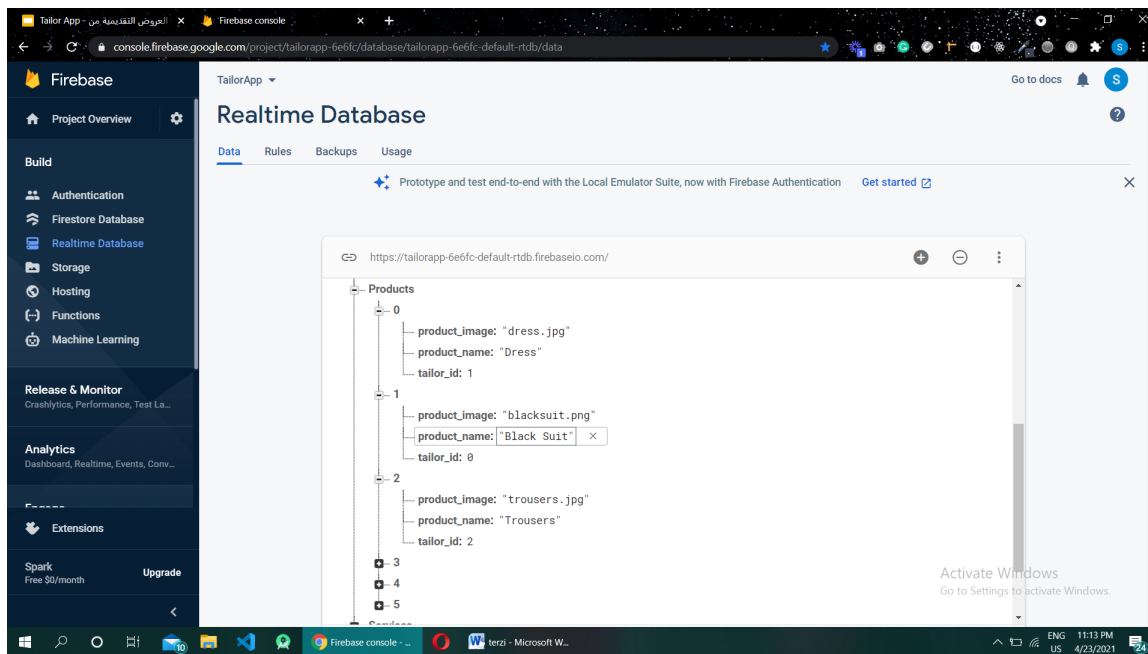 Tailor App - العروض التقديمية من
Firebase console
console.firebase.google.com/project/tailorapp-6e6fc/database/tailorapp-6e6fc-default-rtdb/data
Firebase
TailorApp
Go to docs
S
Project Overview
Realtime Database
Data Rules Backups Usage
Build
Prototype and test end-to-end with the Local Emulator Suite, now with Firebase Authentication Get started
Authentication
Firestore Database
Realtime Database
Storage
Hosting
Functions
Machine Learning
Release & Monitor
Crashlytics, Performance, Test La...
Analytics
Dashboard, Realtime, Events, Conv...
Engage
Extensions
Spark
Free $0/month
Upgrade
https://tailorapp-6e6fc-default-rtdb.firebaseio.com/
Products
0
product_image: "dress.jpg"
product_name: "Dress"
tailor_id: 1
1
product_image: "blacksuit.png"
product_name: "Black Suit"
tailor_id: 0
2
product_image: "trousers.jpg"
product_name: "Trousers"
tailor_id: 2
3
4
5
Services
Activate Windows
Go to Settings to activate Windows.
10
Firebase console - ...
terzi - Microsoft W...
ENG
US
11:13 PM
4/23/2021
24